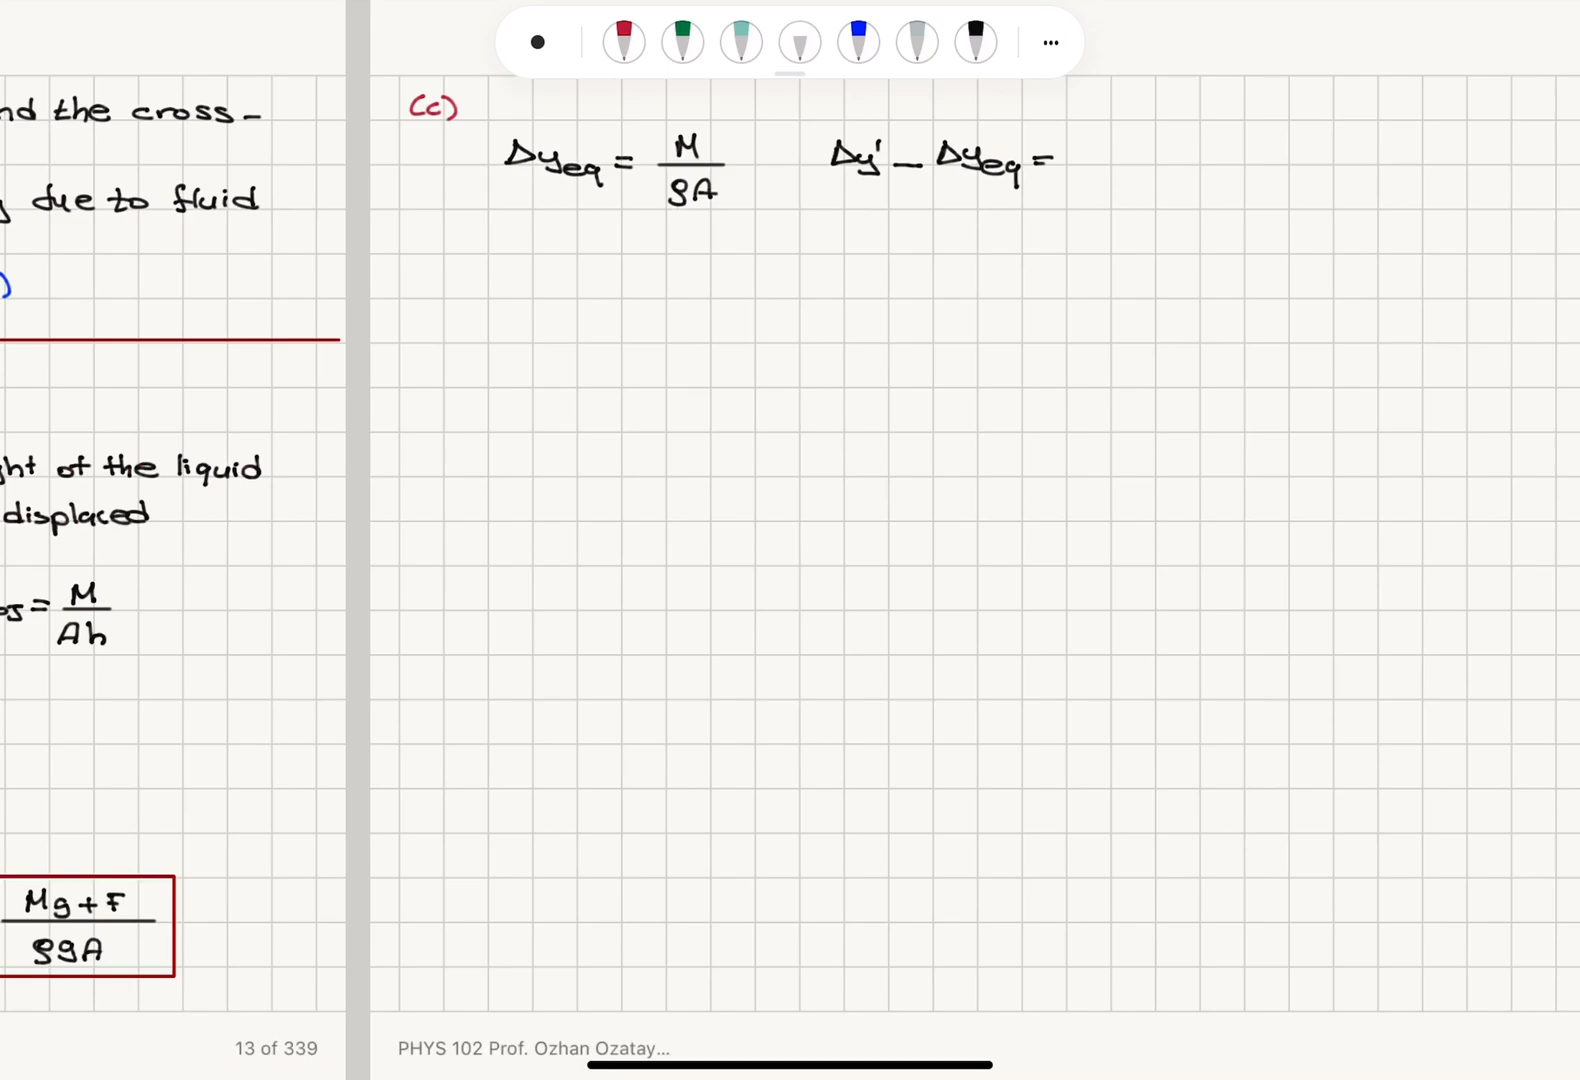 nd the cross-
due to fluid
)
ght of the liquid
displaced
= M
Ah
Mg + F
ρgA
13 of 339
(c)
Δy_eq = M/ρA Δy' - Δy_eq =
PHYS 102 Prof. Ozhan Ozatay...